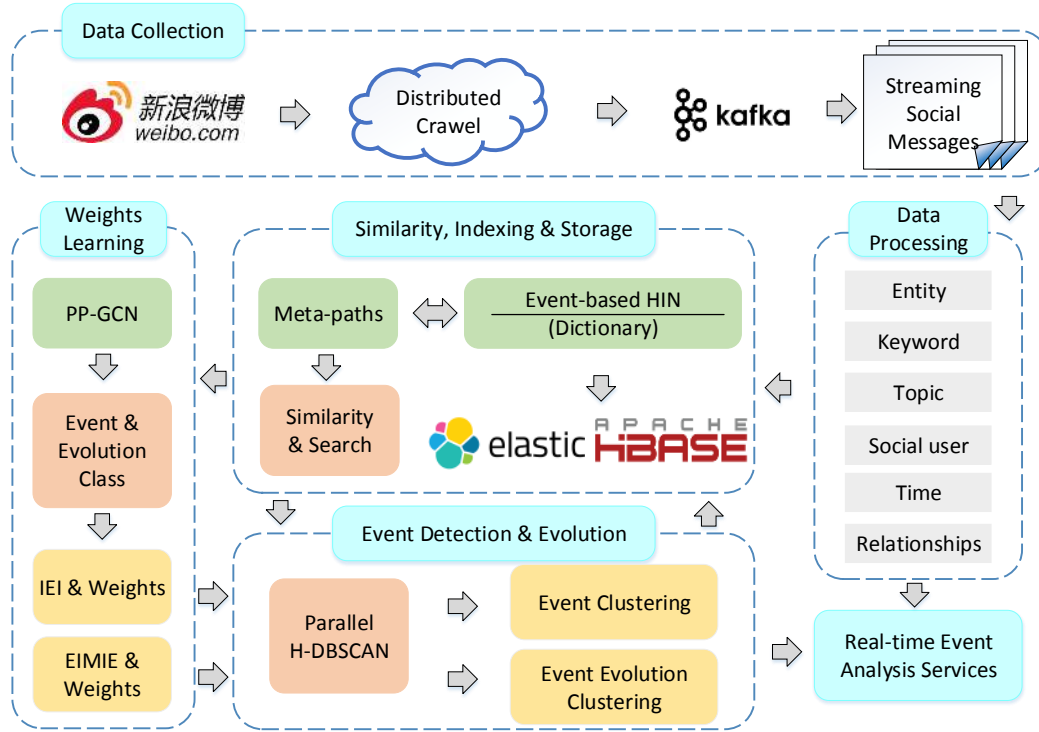 Data Collection
新浪微博
weibo.com
Distributed
Crawel
kafka
Streaming
Social
Messages
Weights
Learning
PP-GCN
Event &
Evolution
Class
IEI & Weights
EIMIE &
Weights
Similarity, Indexing & Storage
Meta-paths
Event-based HIN
(Dictionary)
Similarity
& Search
elastic
APACHE
HBASE
Event Detection & Evolution
Parallel
H-DBSCAN
Event Clustering
Event Evolution
Clustering
Data
Processing
Entity
Keyword
Topic
Social user
Time
Relationships
Real-time Event
Analysis Services